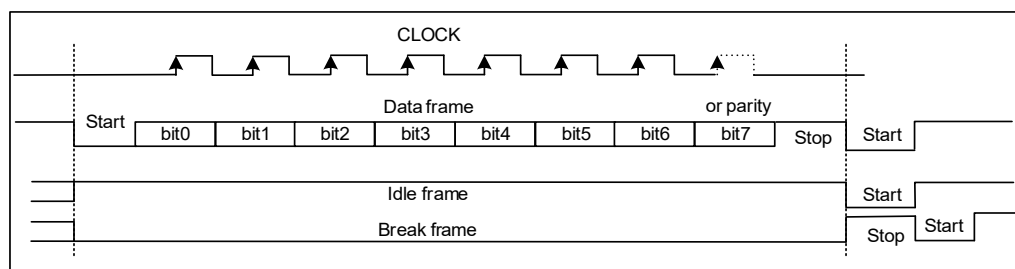 CLOCK
Data frame or parity
Start bit0 bit1 bit2 bit3 bit4 bit5 bit6 bit7 Stop Start
Idle frame Start
Break frame Stop Start